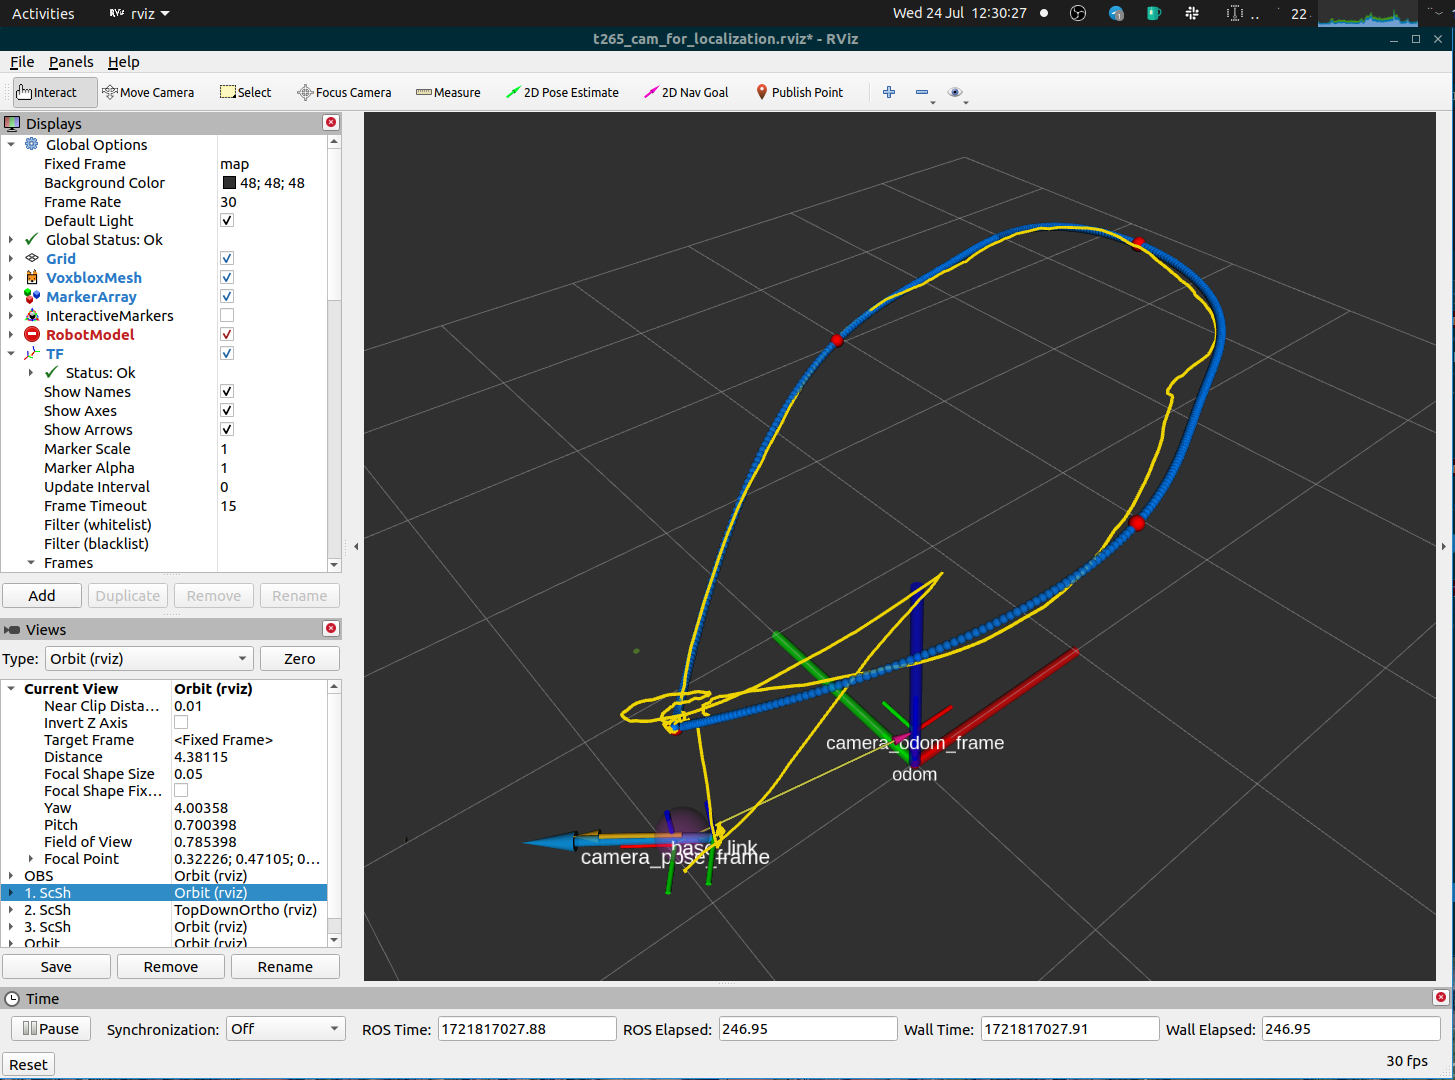 Activities
RViz rviz
Wed 24 Jul 12:30:27
22
t265_cam_for_localization.rviz* - RViz
File Panels Help
Interact Move Camera Select Focus Camera Measure 2D Pose Estimate 2D Nav Goal Publish Point
Displays
Global Options
Fixed Frame map
Background Color 48; 48; 48
Frame Rate 30
Default Light
Global Status: Ok
Grid
VoxbloxMesh
MarkerArray
InteractiveMarkers
RobotModel
TF
Status: Ok
Show Names
Show Axes
Show Arrows
Marker Scale 1
Marker Alpha 1
Update Interval 0
Frame Timeout 15
Filter (whitelist)
Filter (blacklist)
Frames
Add Duplicate Remove Rename
Views
Type: Orbit (rviz) Zero
Current View Orbit (rviz)
Near Clip Dista... 0.01
Invert Z Axis
Target Frame <Fixed Frame>
Distance 4.38115
Focal Shape Size 0.05
Focal Shape Fix...
Yaw 4.00358
Pitch 0.700398
Field of View 0.785398
Focal Point 0.32226; 0.47105; 0...
OBS Orbit (rviz)
1. ScSh Orbit (rviz)
2. ScSh TopDownOrtho (rviz)
3. ScSh Orbit (rviz)
Orbit Orbit (rviz)
Save Remove Rename
camera_odom_frame
odom
base_link
camera_pose_frame
Time
Pause Synchronization: Off ROS Time: 1721817027.88 ROS Elapsed: 246.95 Wall Time: 1721817027.91 Wall Elapsed: 246.95
Reset 30 fps